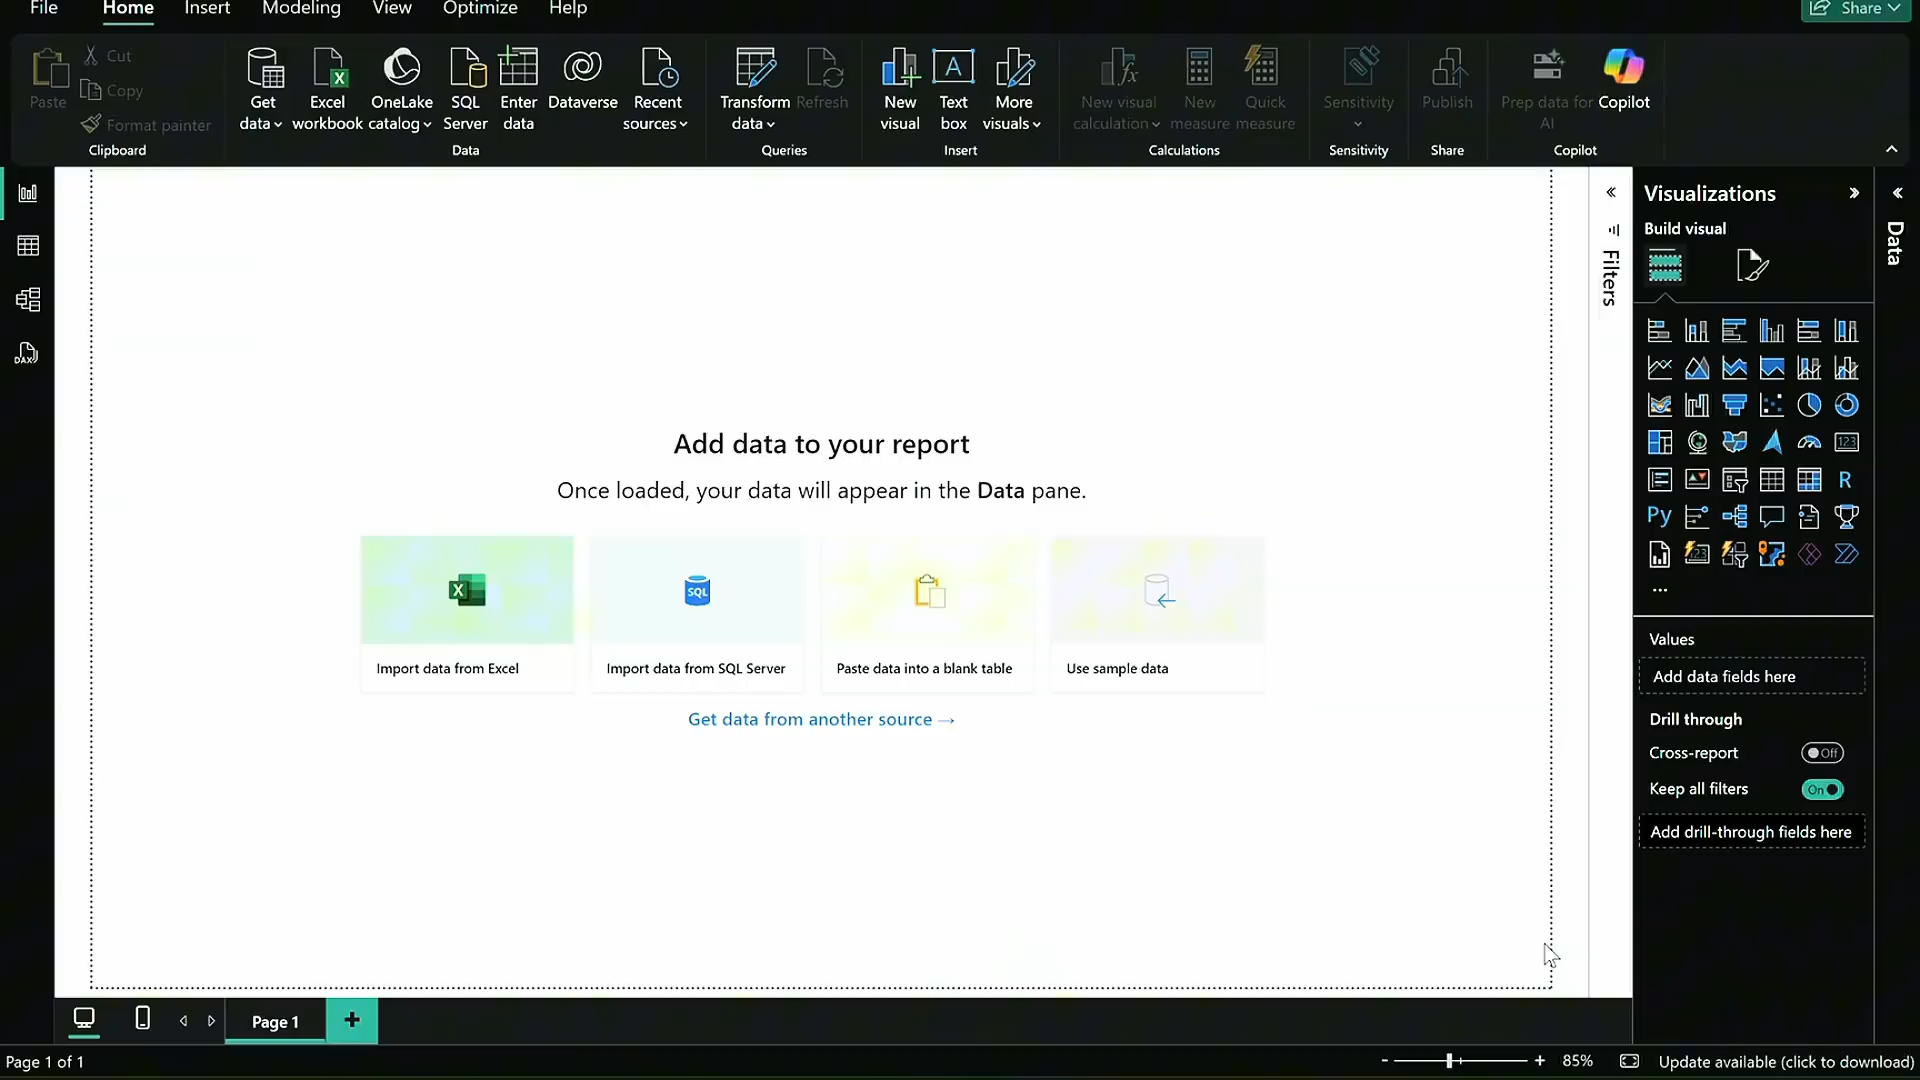 File Home Insert Modeling View Optimize Help
Share
Paste
Cut
Copy
Format painter
Clipboard
Get data
Excel workbook
OneLake catalog
SQL Server
Enter data
Dataverse
Recent sources
Data
Transform data
Refresh
Queries
New visual
Text box
More visuals
Insert
New visual calculation
New measure
Quick measure
Calculations
Sensitivity
Sensitivity
Publish
Share
Prep data for AI
Copilot
Copilot
DAX
Add data to your report
Once loaded, your data will appear in the Data pane.
SQL
Import data from Excel
Import data from SQL Server
Paste data into a blank table
Use sample data
Get data from another source →
Filters
Visualizations
Build visual
123
R
Py
123
Values
Add data fields here
Drill through
Cross-report
Off
Keep all filters
On
Add drill-through fields here
Data
Page 1
+
Page 1 of 1
- + 85%
Update available (click to download)